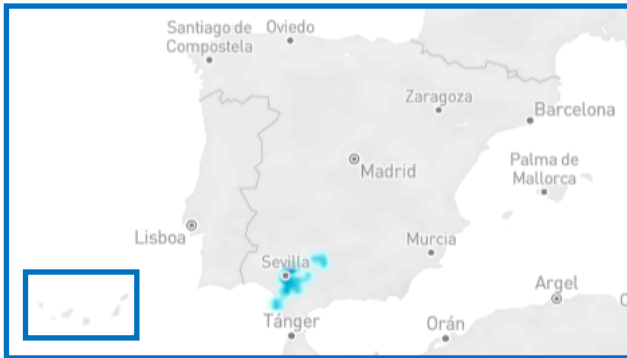 Santiago de
Compostela
Oviedo
Zaragoza
Barcelona
Madrid
Palma de
Mallorca
Lisboa
Sevilla
Murcia
Tánger
Orán
Argel